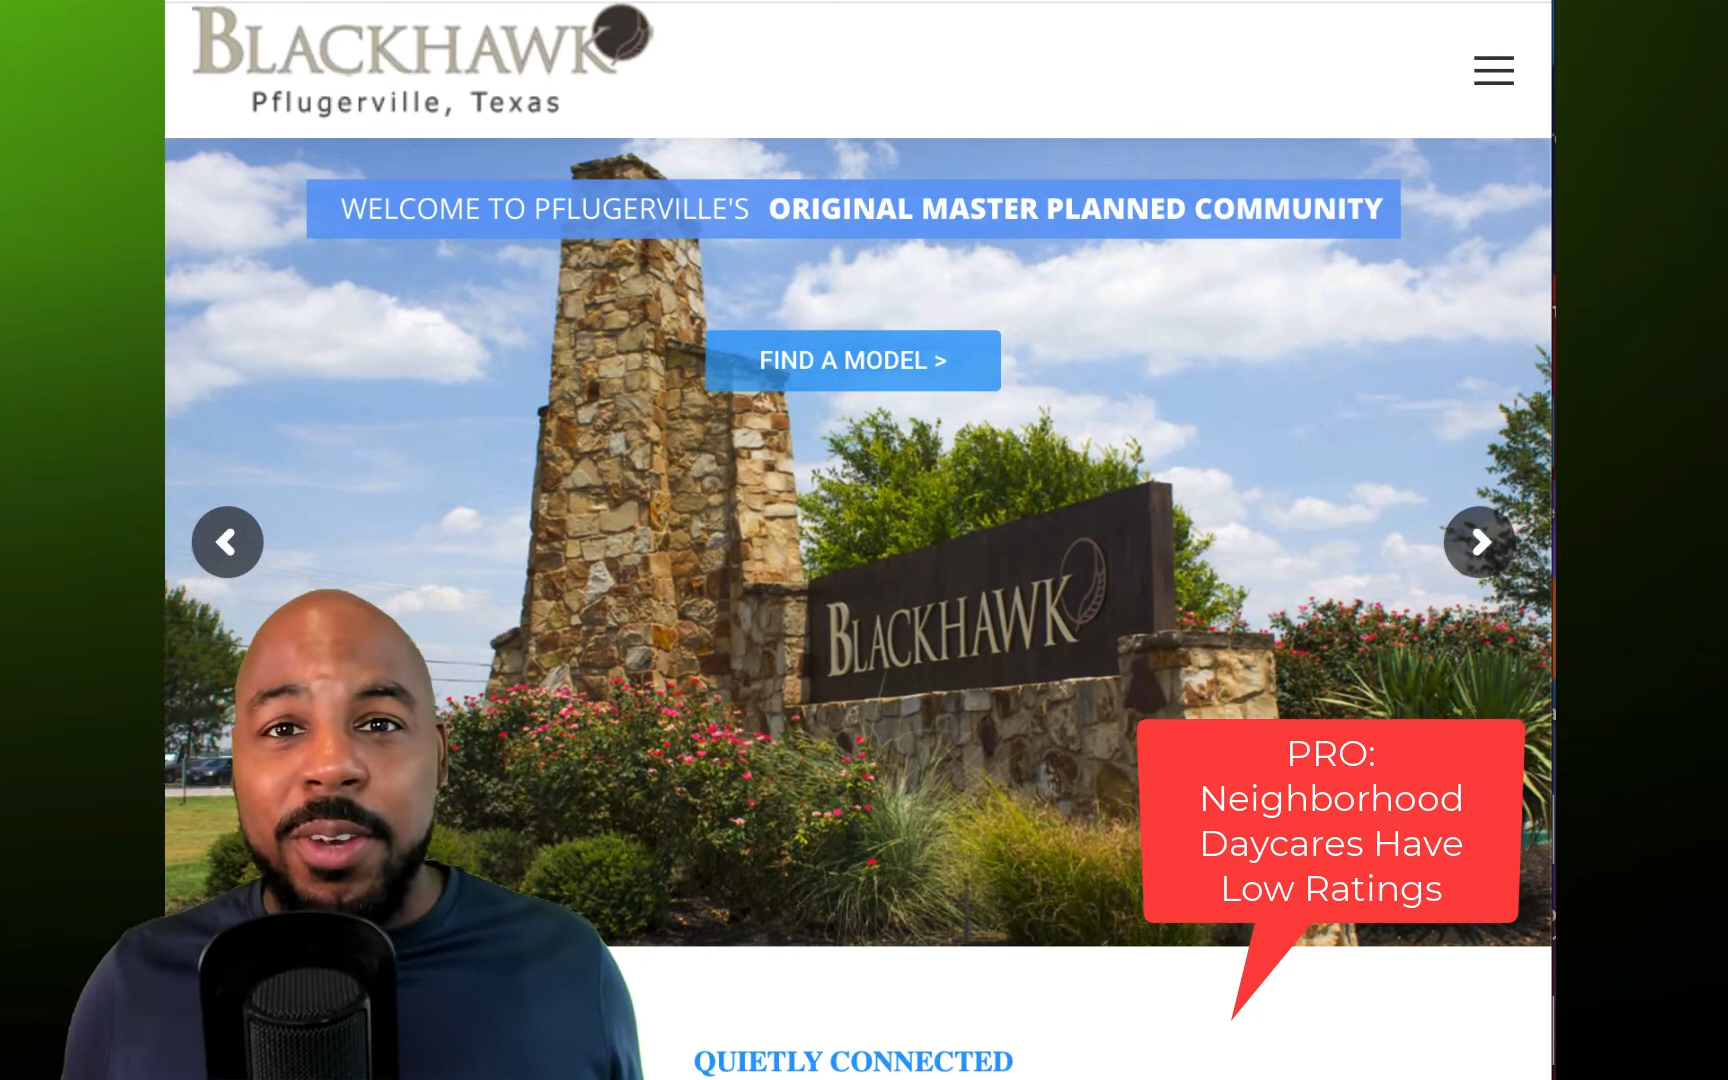 BLACKHAWK
Pflugerville, Texas
WELCOME TO PFLUGERVILLE'S ORIGINAL MASTER PLANNED COMMUNITY
FIND A MODEL >
BLACKHAWK
PRO:
Neighborhood
Daycares Have
Low Ratings
QUIETLY CONNECTED